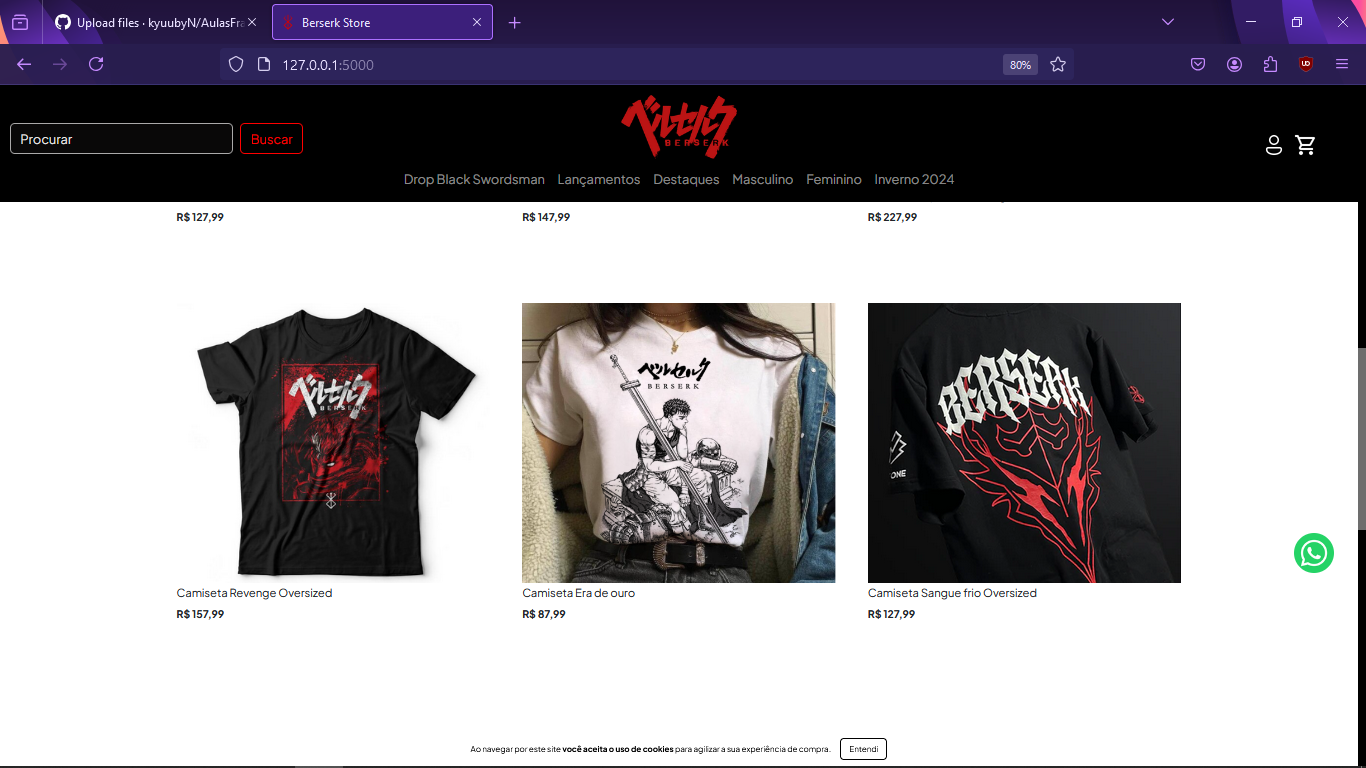 Upload files · kyuubyN/AulasFra
Berserk Store
127.0.0.1:5000
80%
ベルセルク
BERSERK
Procurar
Buscar
Drop Black Swordsman Lançamentos Destaques Masculino Feminino Inverno 2024
R$ 127,99
R$ 147,99
R$ 227,99
ベルセルク
BERSERK
ベルセルク
BERSERK
BERSERK
ONE
Camiseta Revenge Oversized
R$ 157,99
Camiseta Era de ouro
R$ 87,99
Camiseta Sangue frio Oversized
R$ 127,99
Ao navegar por este site você aceita o uso de cookies para agilizar a sua experiência de compra.
Entendi